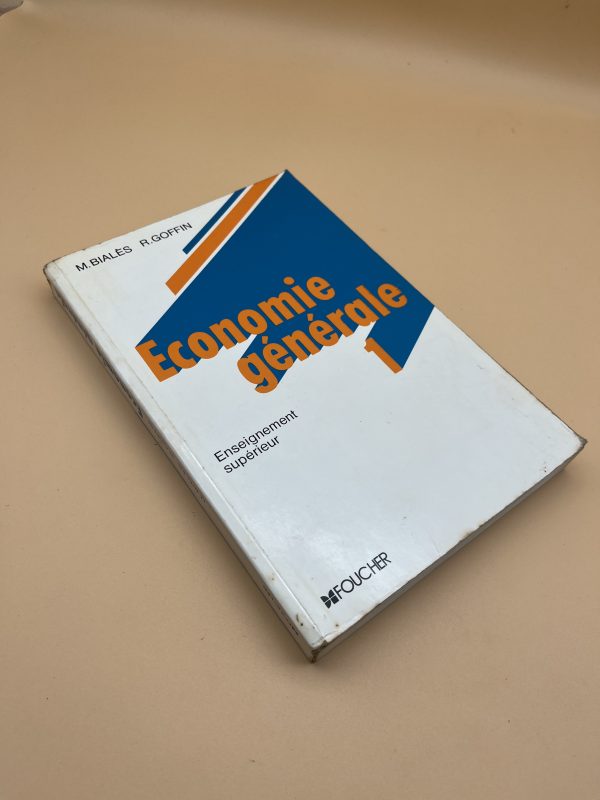 M. BIALÈS R. GOFFIN
Economie
générale
1
Enseignement
supérieur
FOUCHER